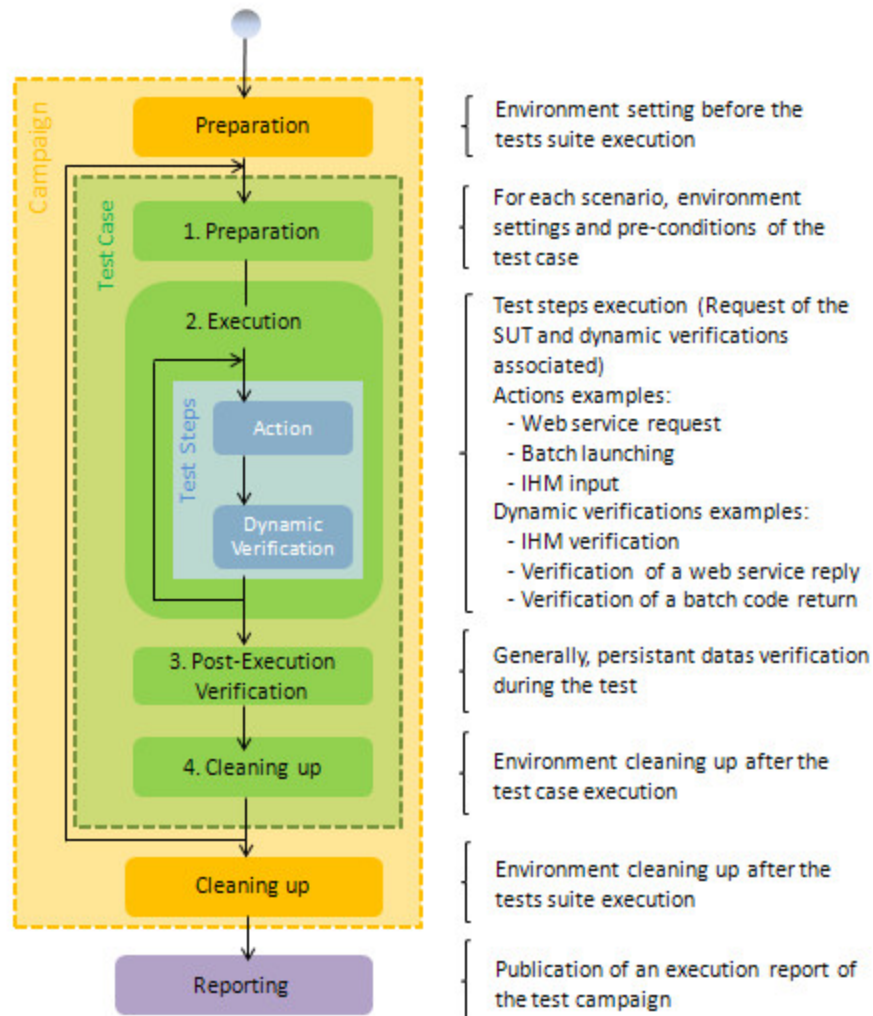 Campaign
Preparation
Environment setting before the
tests suite execution
Test Case
1. Preparation
For each scenario, environment
settings and pre-conditions of the
test case
2. Execution
Test Steps
Action
Dynamic
Verification
Test steps execution (Request of the
SUT and dynamic verifications
associated)
Actions examples:
- Web service request
- Batch launching
- IHM input
Dynamic verifications examples:
- IHM verification
- Verification of a web service reply
- Verification of a batch code return
3. Post-Execution
Verification
Generally, persistant datas verification
during the test
4. Cleaning up
Environment cleaning up after the
test case execution
Cleaning up
Environment cleaning up after the
tests suite execution
Reporting
Publication of an execution report of
the test campaign